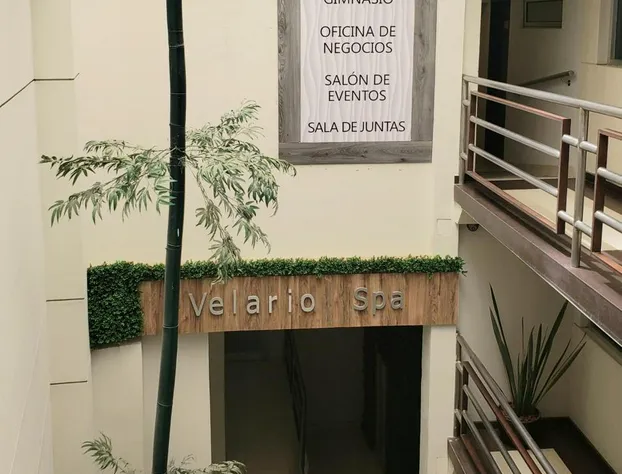 GIMNASIO
OFICINA DE
NEGOCIOS
SALÓN DE
EVENTOS
SALA DE JUNTAS
Velario Spa